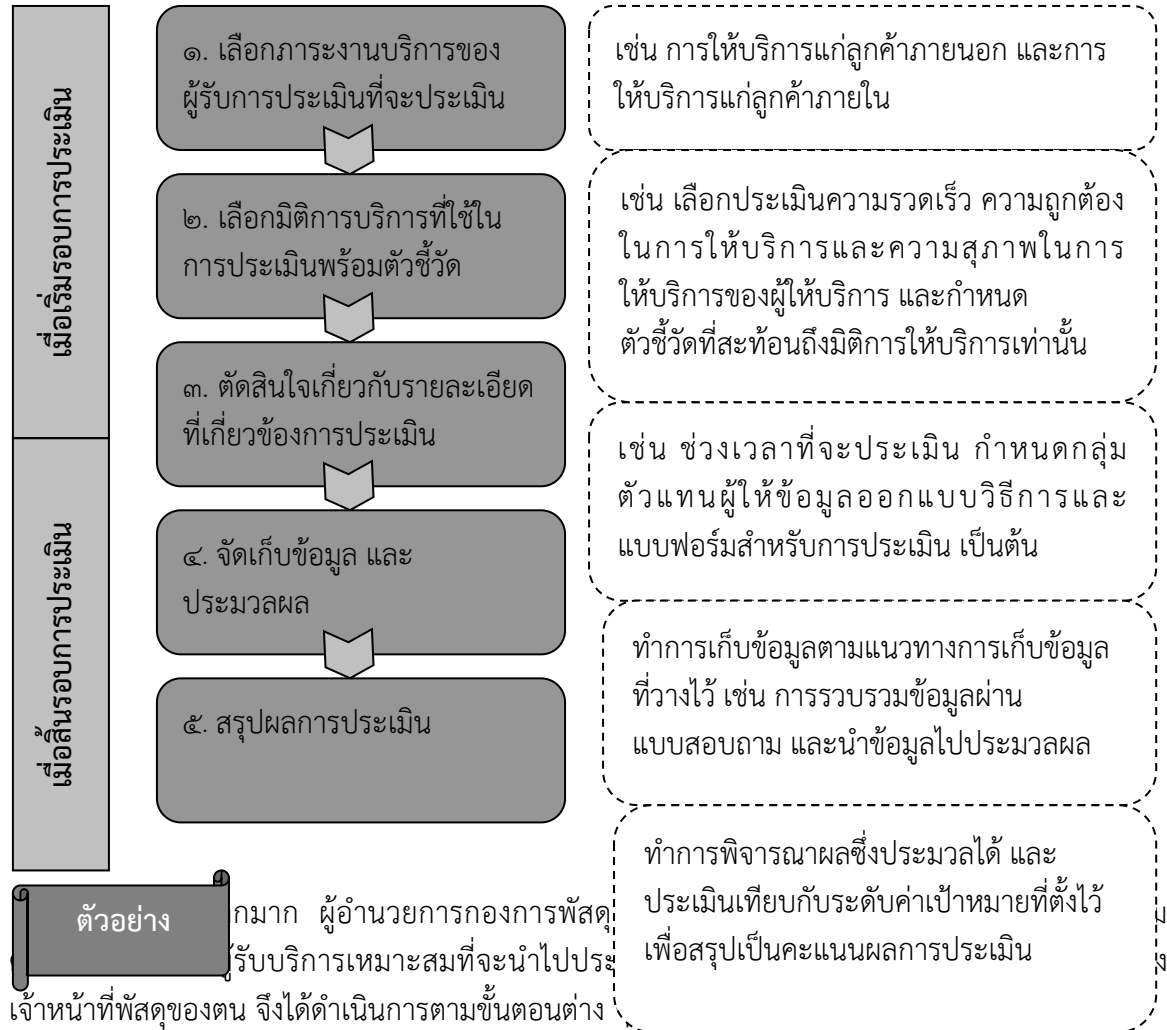 เมื่อเริ่มรอบการประเมิน
๑. เลือกภาระงานบริการของ
ผู้รับการประเมินที่จะประเมิน
เช่น การให้บริการแก่ลูกค้าภายนอก และการ
ให้บริการแก่ลูกค้าภายใน
๒. เลือกมิติการบริการที่ใช้ใน
การประเมินพร้อมตัวชี้วัด
เช่น เลือกประเมินความรวดเร็ว ความถูกต้อง
ในการให้บริการและความสุภาพในการ
ให้บริการของผู้ให้บริการ และกำหนด
ตัวชี้วัดที่สะท้อนถึงมิติการให้บริการเท่านั้น
๓. ตัดสินใจเกี่ยวกับรายละเอียด
ที่เกี่ยวข้องการประเมิน
เช่น ช่วงเวลาที่จะประเมิน กำหนดกลุ่ม
ตัวแทนผู้ให้ข้อมูลออกแบบวิธีการและ
แบบฟอร์มสำหรับการประเมิน เป็นต้น
เมื่อสิ้นรอบการประเมิน
๔. จัดเก็บข้อมูล และ
ประมวลผล
ทำการเก็บข้อมูลตามแนวทางการเก็บข้อมูล
ที่วางไว้ เช่น การรวบรวมข้อมูลผ่าน
แบบสอบถาม และนำข้อมูลไปประมวลผล
๕. สรุปผลการประเมิน
ทำการพิจารณาผลซึ่งประมวลได้ และ
ประเมินเทียบกับระดับค่าเป้าหมายที่ตั้งไว้
เพื่อสรุปเป็นคะแนนผลการประเมิน
ตัวอย่าง
กมาก ผู้อำนวยการกองการพัสดุ
รับบริการเหมาะสมที่จะนำไปประ
เจ้าหน้าที่พัสดุของตน จึงได้ดำเนินการตามขั้นตอนต่าง